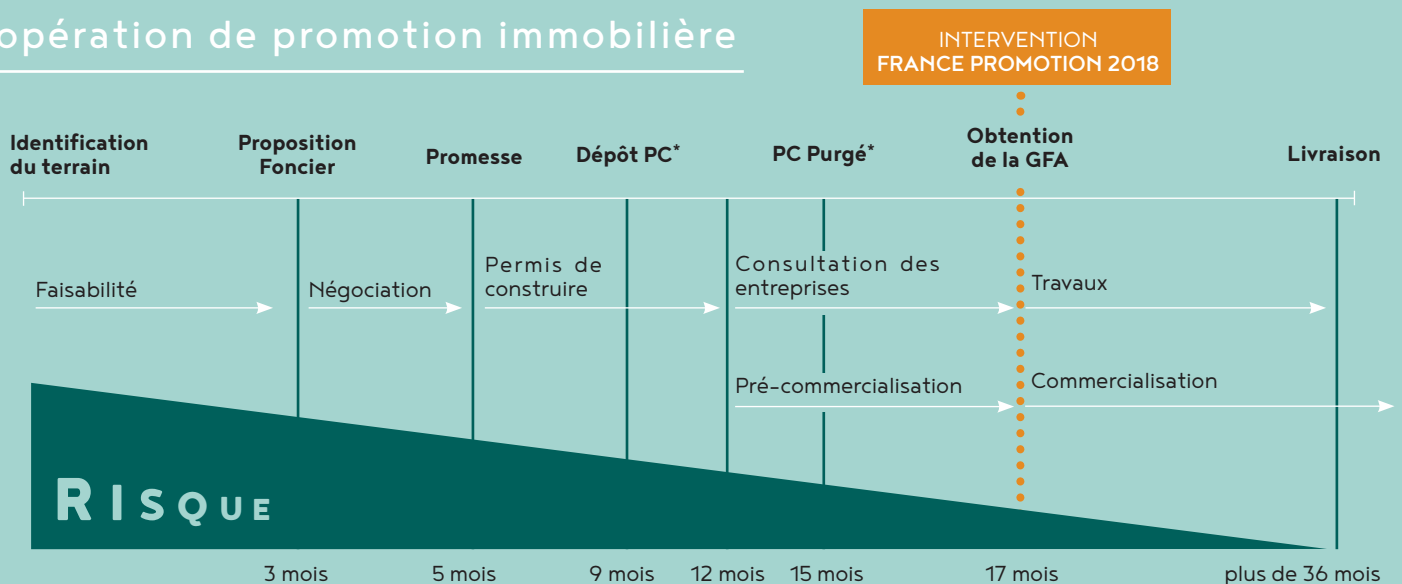 opération de promotion immobilière
INTERVENTION
FRANCE PROMOTION 2018
Identification
du terrain
Proposition
Foncier
Promesse
Dépôt PC*
PC Purgé*
Obtention
de la GFA
Livraison
Faisabilité
Négociation
Permis de
construire
Consultation des
entreprises
Travaux
Pré-commercialisation
Commercialisation
RISQUE
3 mois
5 mois
9 mois
12 mois
15 mois
17 mois
plus de 36 mois